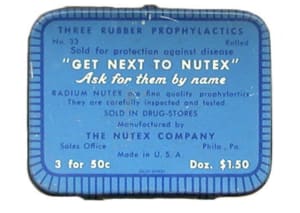 THREE RUBBER PROPHYLACTICS
No. 33 Rolled
Sold for protection against disease
"GET NEXT TO NUTEX"
Ask for them by name
RADIUM NUTEX are fine quality prophylactics
They are carefully inspected and tested
SOLD IN DRUG-STORES
Manufactured by
THE NUTEX COMPANY
Sales Office Phila., Pa.
3 for 50c Made in U. S. A. Doz. $1.50